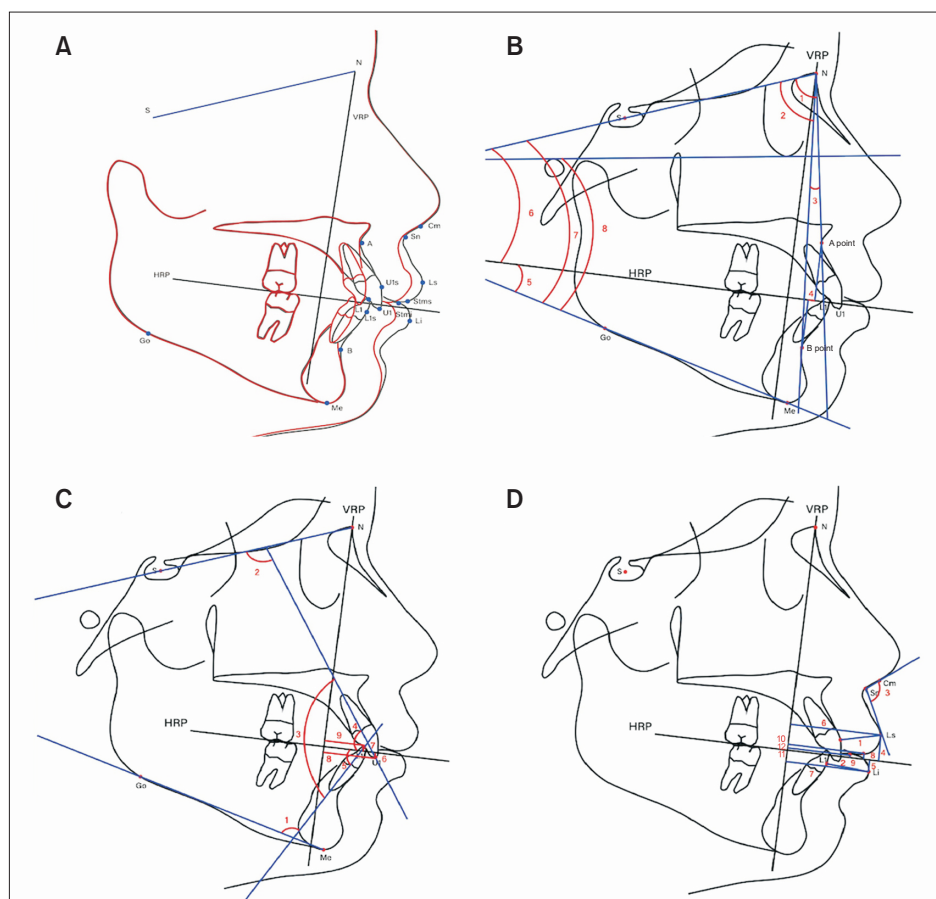 A
N
S
VRP
Cm
Sn
A
HRP
U1s
Ls
Stms
L1
U1
L1s
Stmi
Li
Go
B
Me
B
VRP
N
1
2
S
3
6
7
8
A point
HRP
5
4
U1
Go
B point
Me
C
VRP
N
S
2
HRP
4
3
9
7
8
5
6
U1
Go
1
Me
D
VRP
N
S
Cm
Sn
3
HRP
6
Ls
10
1
12
4
11
8
L1
2
9
5
7
Li